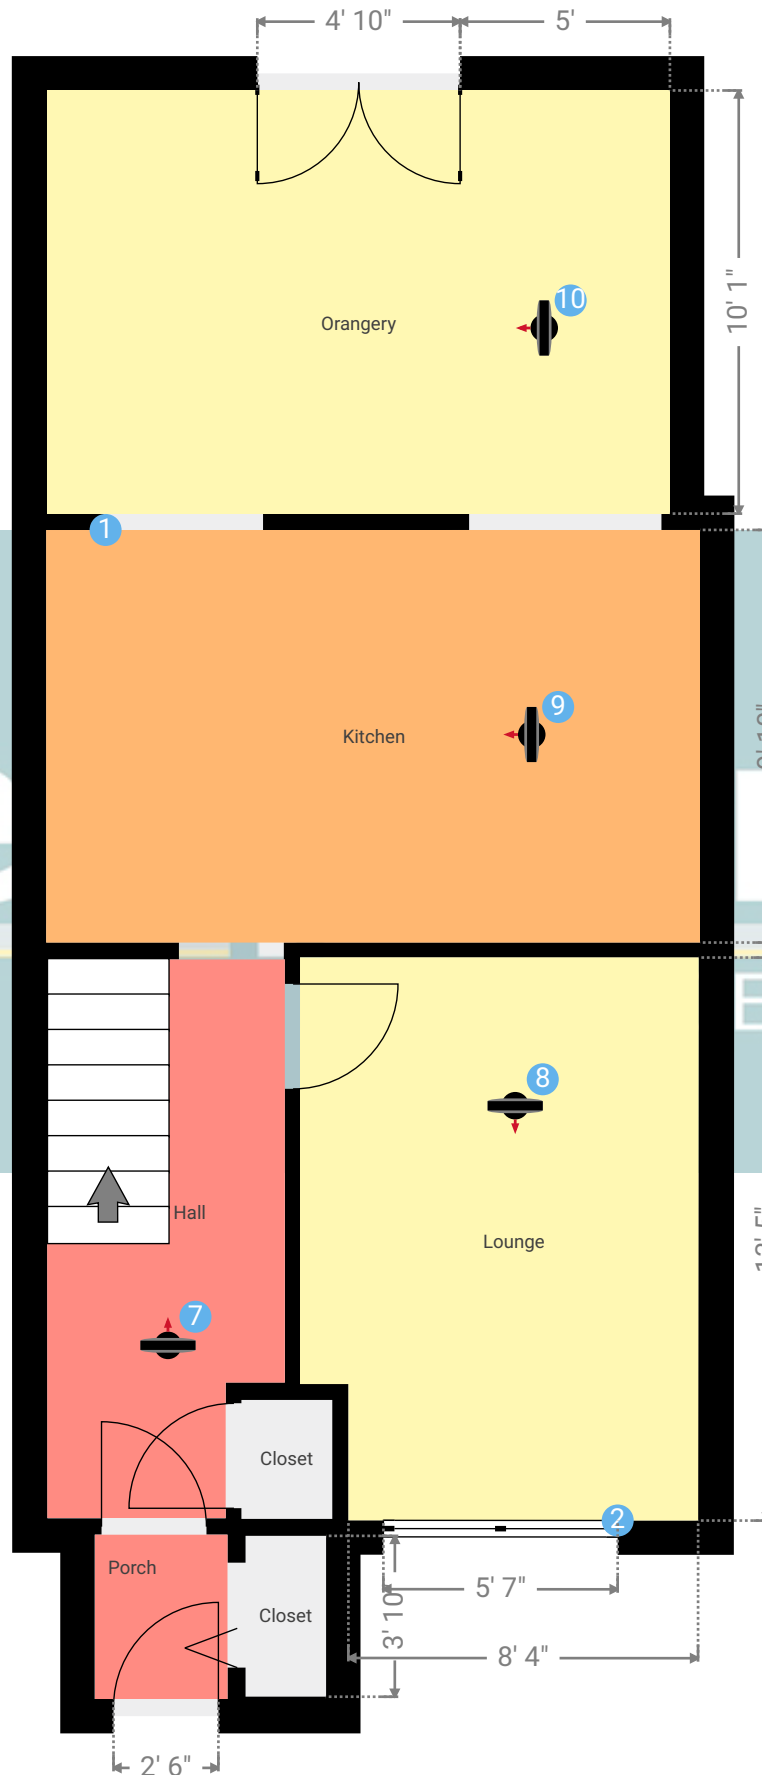 4' 10"
5'
10' 1"
10
Orangery
1
9
Kitchen
8
Hall
Lounge
7
Closet
2
Porch
5' 7"
3' 10
Closet
8' 4"
2' 6"